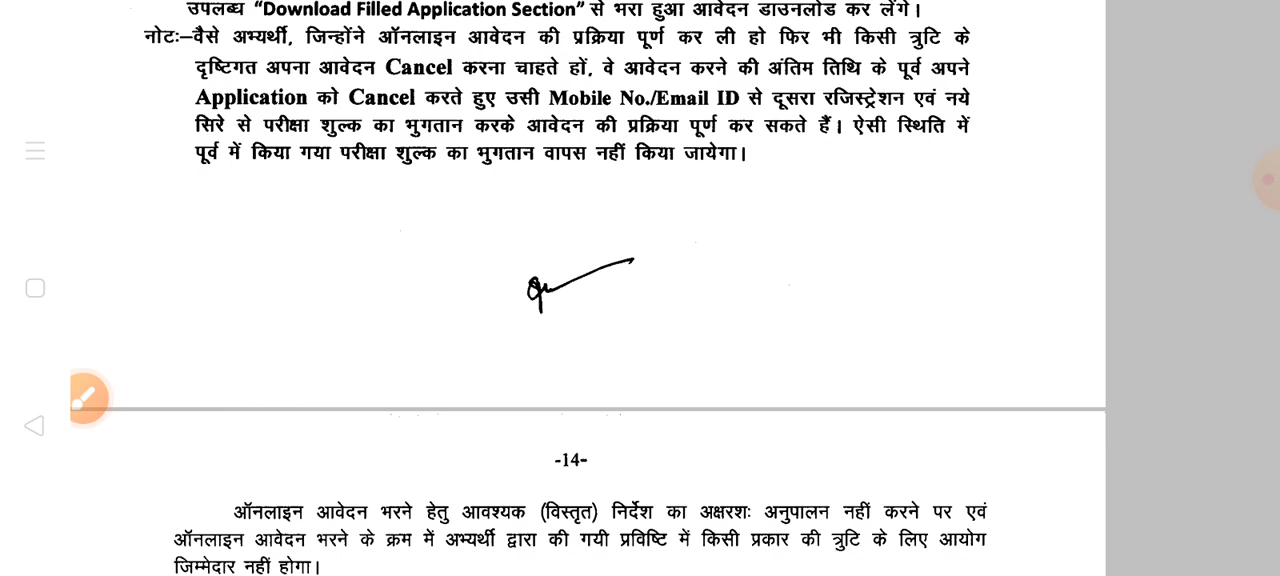 उपलब्ध “Download Filled Application Section” से भरा हुआ आवेदन डाउनलोड कर लेंगे।
नोटः–वैसे अभ्यर्थी, जिन्होंने ऑनलाइन आवेदन की प्रक्रिया पूर्ण कर ली हो फिर भी किसी त्रुटि के
दृष्टिगत अपना आवेदन Cancel करना चाहते हों, वे आवेदन करने की अंतिम तिथि के पूर्व अपने
Application को Cancel करते हुए उसी Mobile No./Email ID से दूसरा रजिस्ट्रेशन एवं नये
सिरे से परीक्षा शुल्क का भुगतान करके आवेदन की प्रक्रिया पूर्ण कर सकते हैं। ऐसी स्थिति में
पूर्व में किया गया परीक्षा शुल्क का भुगतान वापस नहीं किया जायेगा।
-14-
ऑनलाइन आवेदन भरने हेतु आवश्यक (विस्तृत) निर्देश का अक्षरशः अनुपालन नहीं करने पर एवं
ऑनलाइन आवेदन भरने के क्रम में अभ्यर्थी द्वारा की गयी प्रविष्टि में किसी प्रकार की त्रुटि के लिए आयोग
जिम्मेदार नहीं होगा।